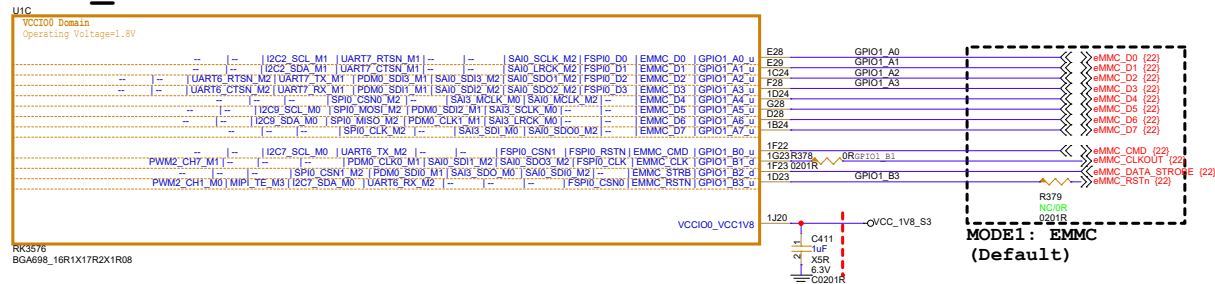 U1C
VCCIO0 Domain
Operating Voltage=1.8V
-- | -- | I2C2_SCL_M1 | UART7_RTSN_M1 | -- | -- | SAI0_SCLK_M2 | FSPI0_D0 | EMMC_D0 | GPIO1_A0_u E28 GPIO1_A0 eMMC_D0 {22}
-- | -- | I2C2_SDA_M1 | UART7_CTSN_M1 | -- | -- | SAI0_LRCK_M2 | FSPI0_D1 | EMMC_D1 | GPIO1_A1_u E29 GPIO1_A1 eMMC_D1 {22}
-- | -- | UART6_RTSN_M2 | UART7_TX_M1 | PDM0_SDI3_M1 | SAI0_SDI3_M2 | SAI0_SDO1_M2 | FSPI0_D2 | EMMC_D2 | GPIO1_A2_u 1C24 GPIO1_A2 eMMC_D2 {22}
-- | -- | UART6_CTSN_M2 | UART7_RX_M1 | PDM0_SDI1_M1 | SAI0_SDI2_M2 | SAI0_SDO2_M2 | FSPI0_D3 | EMMC_D3 | GPIO1_A3_u F28 GPIO1_A3 eMMC_D3 {22}
-- | -- | -- | SPI0_CSN0_M2 | -- | SAI3_MCLK_M0 | SAI0_MCLK_M2 | -- | EMMC_D4 | GPIO1_A4_u 1D24 eMMC_D4 {22}
-- | -- | I2C9_SCL_M0 | SPI0_MOSI_M2 | PDM0_SDI2_M1 | SAI3_SCLK_M0 | -- | -- | EMMC_D5 | GPIO1_A5_u G28 eMMC_D5 {22}
-- | -- | I2C9_SDA_M0 | SPI0_MISO_M2 | PDM0_CLK1_M1 | SAI3_LRCK_M0 | -- | -- | EMMC_D6 | GPIO1_A6_u D28 eMMC_D6 {22}
-- | -- | -- | SPI0_CLK_M2 | -- | SAI3_SDI_M0 | SAI0_SDO0_M2 | -- | EMMC_D7 | GPIO1_A7_u 1B24 eMMC_D7 {22}
-- | -- | I2C7_SCL_M0 | UART6_TX_M2 | -- | -- | FSPI0_CSN1 | FSPI0_RSTN | EMMC_CMD | GPIO1_B0_u 1F22 eMMC_CMD {22}
PWM2_CH7_M1 | -- | -- | -- | PDM0_CLK0_M1 | SAI0_SDI1_M2 | SAI0_SDO3_M2 | FSPI0_CLK | EMMC_CLK | GPIO1_B1_d 1G23 R378 0R GPIO1_B1 eMMC_CLKOUT {22}
-- | -- | -- | SPI0_CSN1_M2 | PDM0_SDI0_M1 | SAI3_SDO_M0 | SAI0_SDI0_M2 | -- | EMMC_STRB | GPIO1_B2_d 1F23 0201R eMMC_DATA_STROBE {22}
PWM2_CH1_M0 | MIPI_TE_M3 | I2C7_SDA_M0 | UART6_RX_M2 | -- | -- | -- | FSPI0_CSN0 | EMMC_RSTN | GPIO1_B3_u 1D23 GPIO1_B3 eMMC_RSTn {22}
R379
NC/0R
0201R
VCCIO0_VCC1V8 1J20 VCC_1V8_S3
MODE1: EMMC
(Default)
C411
1uF
X5R
6.3V
C0201R
1
2
RK3576
BGA698_16R1X17R2X1R08